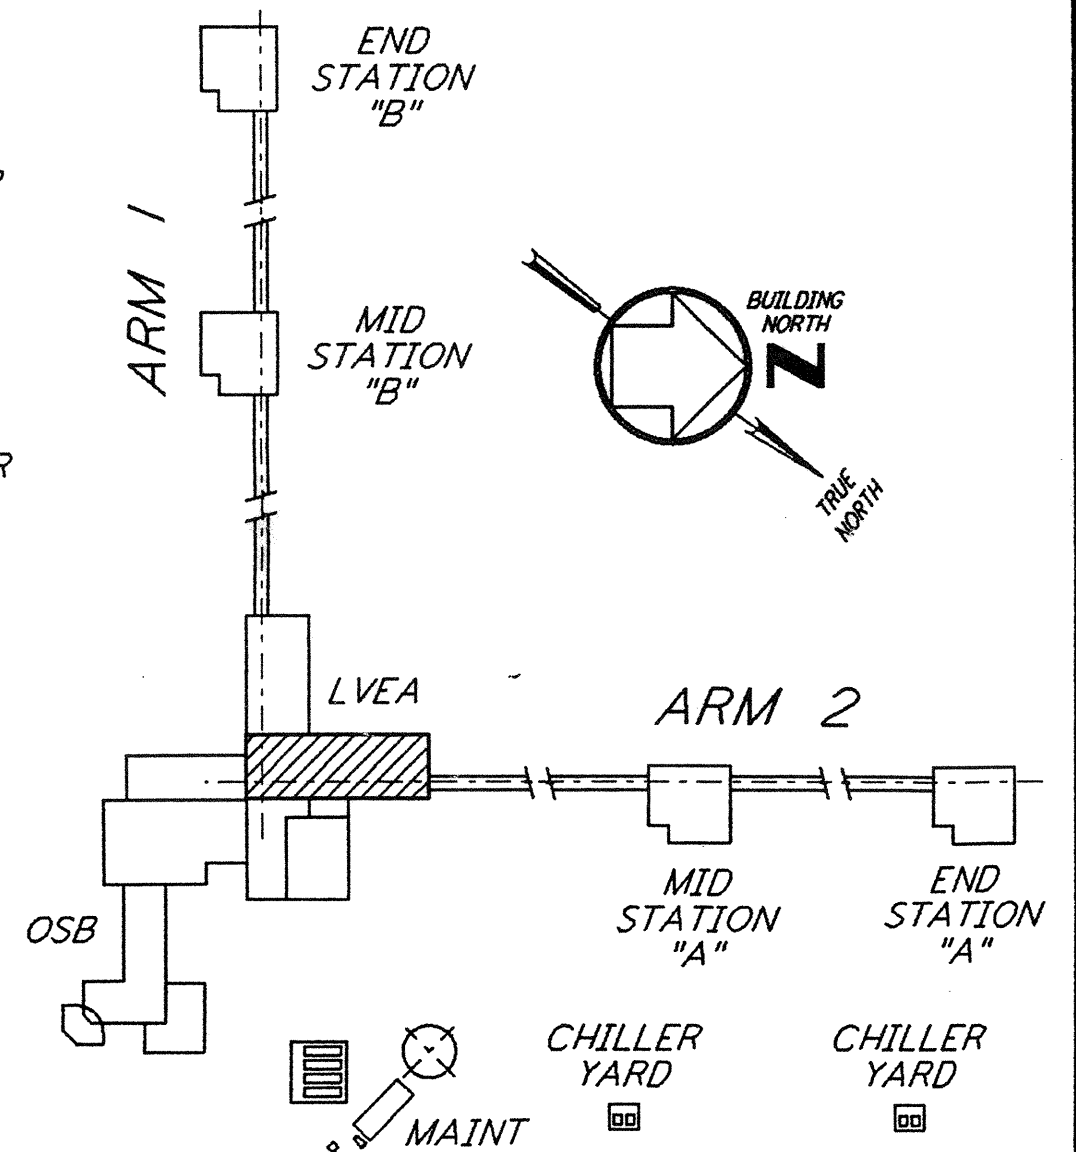 END
STATION
"B"
ARM 1
BUILDING
NORTH
N
MID
STATION
"B"
R
TRUE
NORTH
LVEA
ARM 2
MID
STATION
"A"
END
STATION
"A"
OSB
CHILLER
YARD
CHILLER
YARD
MAINT